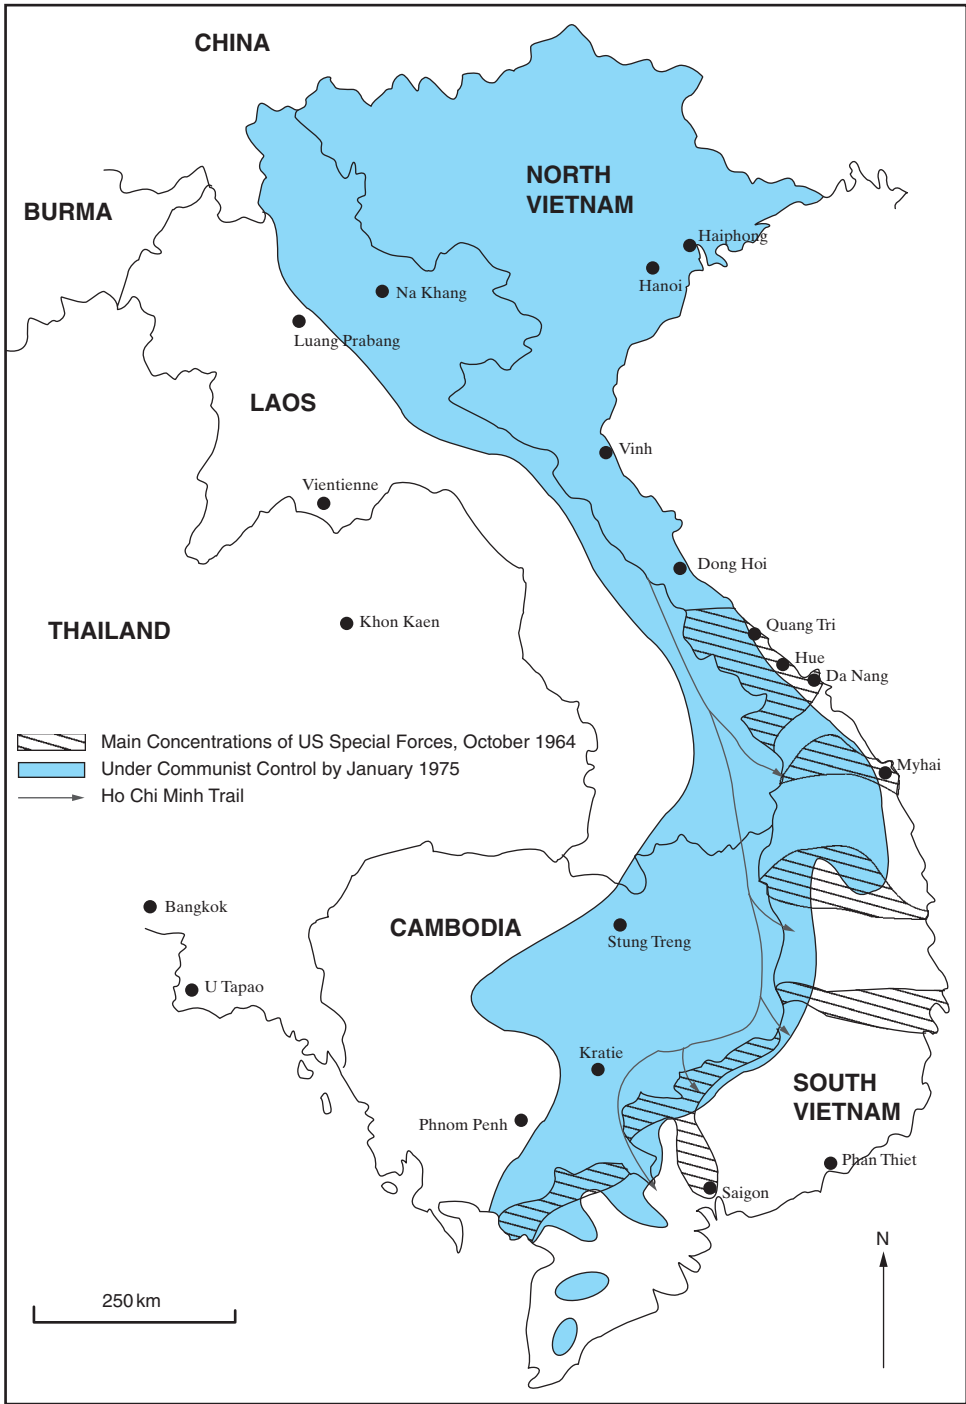 CHINA
NORTH
VIETNAM
BURMA
Haiphong
Hanoi
Na Khang
Luang Prabang
LAOS
Vinh
Vientienne
Dong Hoi
THAILAND
Khon Kaen
Quang Tri
Hue
Da Nang
Main Concentrations of US Special Forces, October 1964
Under Communist Control by January 1975
Ho Chi Minh Trail
Myhai
Bangkok
CAMBODIA
Stung Treng
U Tapao
Kratie
SOUTH
VIETNAM
Phnom Penh
Phan Thiet
Saigon
N
250 km